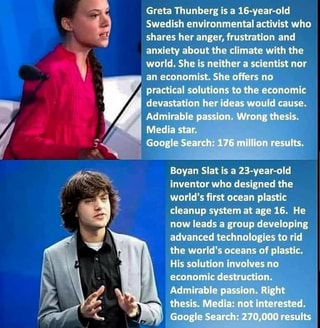 Greta Thunberg is a 16-year-old
Swedish environmental activist who
shares her anger, frustration and
anxiety about the climate with the
world. She is neither a scientist nor
an economist. She offers no
practical solutions to the economic
devastation her ideas would cause.
Admirable passion. Wrong thesis.
Media star.
Google Search: 176 million results.
Boyan Slat is a 23-year-old
inventor who designed the
world's first ocean plastic
cleanup system at age 16. He
now leads a group developing
advanced technologies to rid
the world's oceans of plastic.
His solution involves no
economic destruction.
Admirable passion. Right
thesis. Media: not interested.
Google Search: 270,000 results